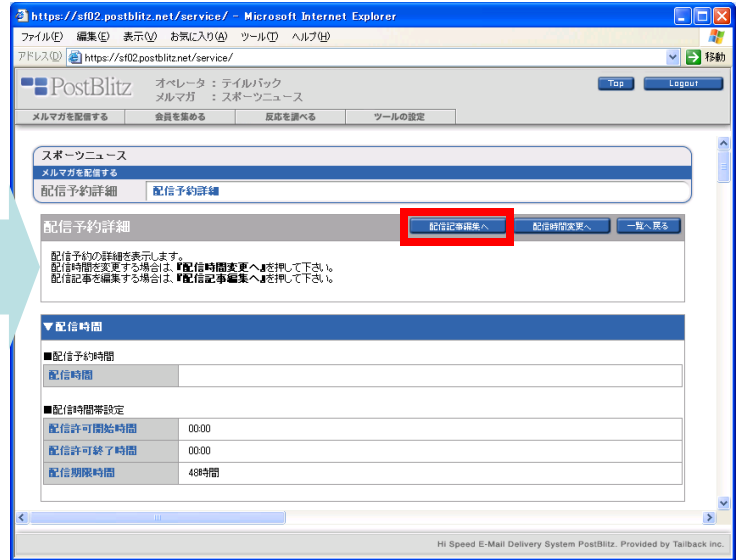 https://sf02.postblitz.net/service/ - Microsoft Internet Explorer
ファイル(F) 編集(E) 表示(V) お気に入り(A) ツール(T) ヘルプ(H)
アドレス(D) https://sf02.postblitz.net/service/ 移動
PostBlitz オペレータ : テイルバック Top Logout
メルマガ : スポーツニュース
メルマガを配信する 会員を集める 反応を調べる ツールの設定
スポーツニュース
メルマガを配信する
配信予約詳細 配信予約詳細
配信予約詳細 配信記事編集へ 配信時間変更へ 一覧へ戻る
配信予約の詳細を表示します。
配信時間を変更する場合は、『配信時間変更へ』を押して下さい。
配信記事を編集する場合は、『配信記事編集へ』を押して下さい。
▼配信時間
■配信予約時間
配信時間
■配信時間帯設定
配信許可開始時間 00:00
配信許可終了時間 00:00
配信期限時間 48時間
Hi Speed E-Mail Delivery System PostBlitz. Provided by Tailback inc.